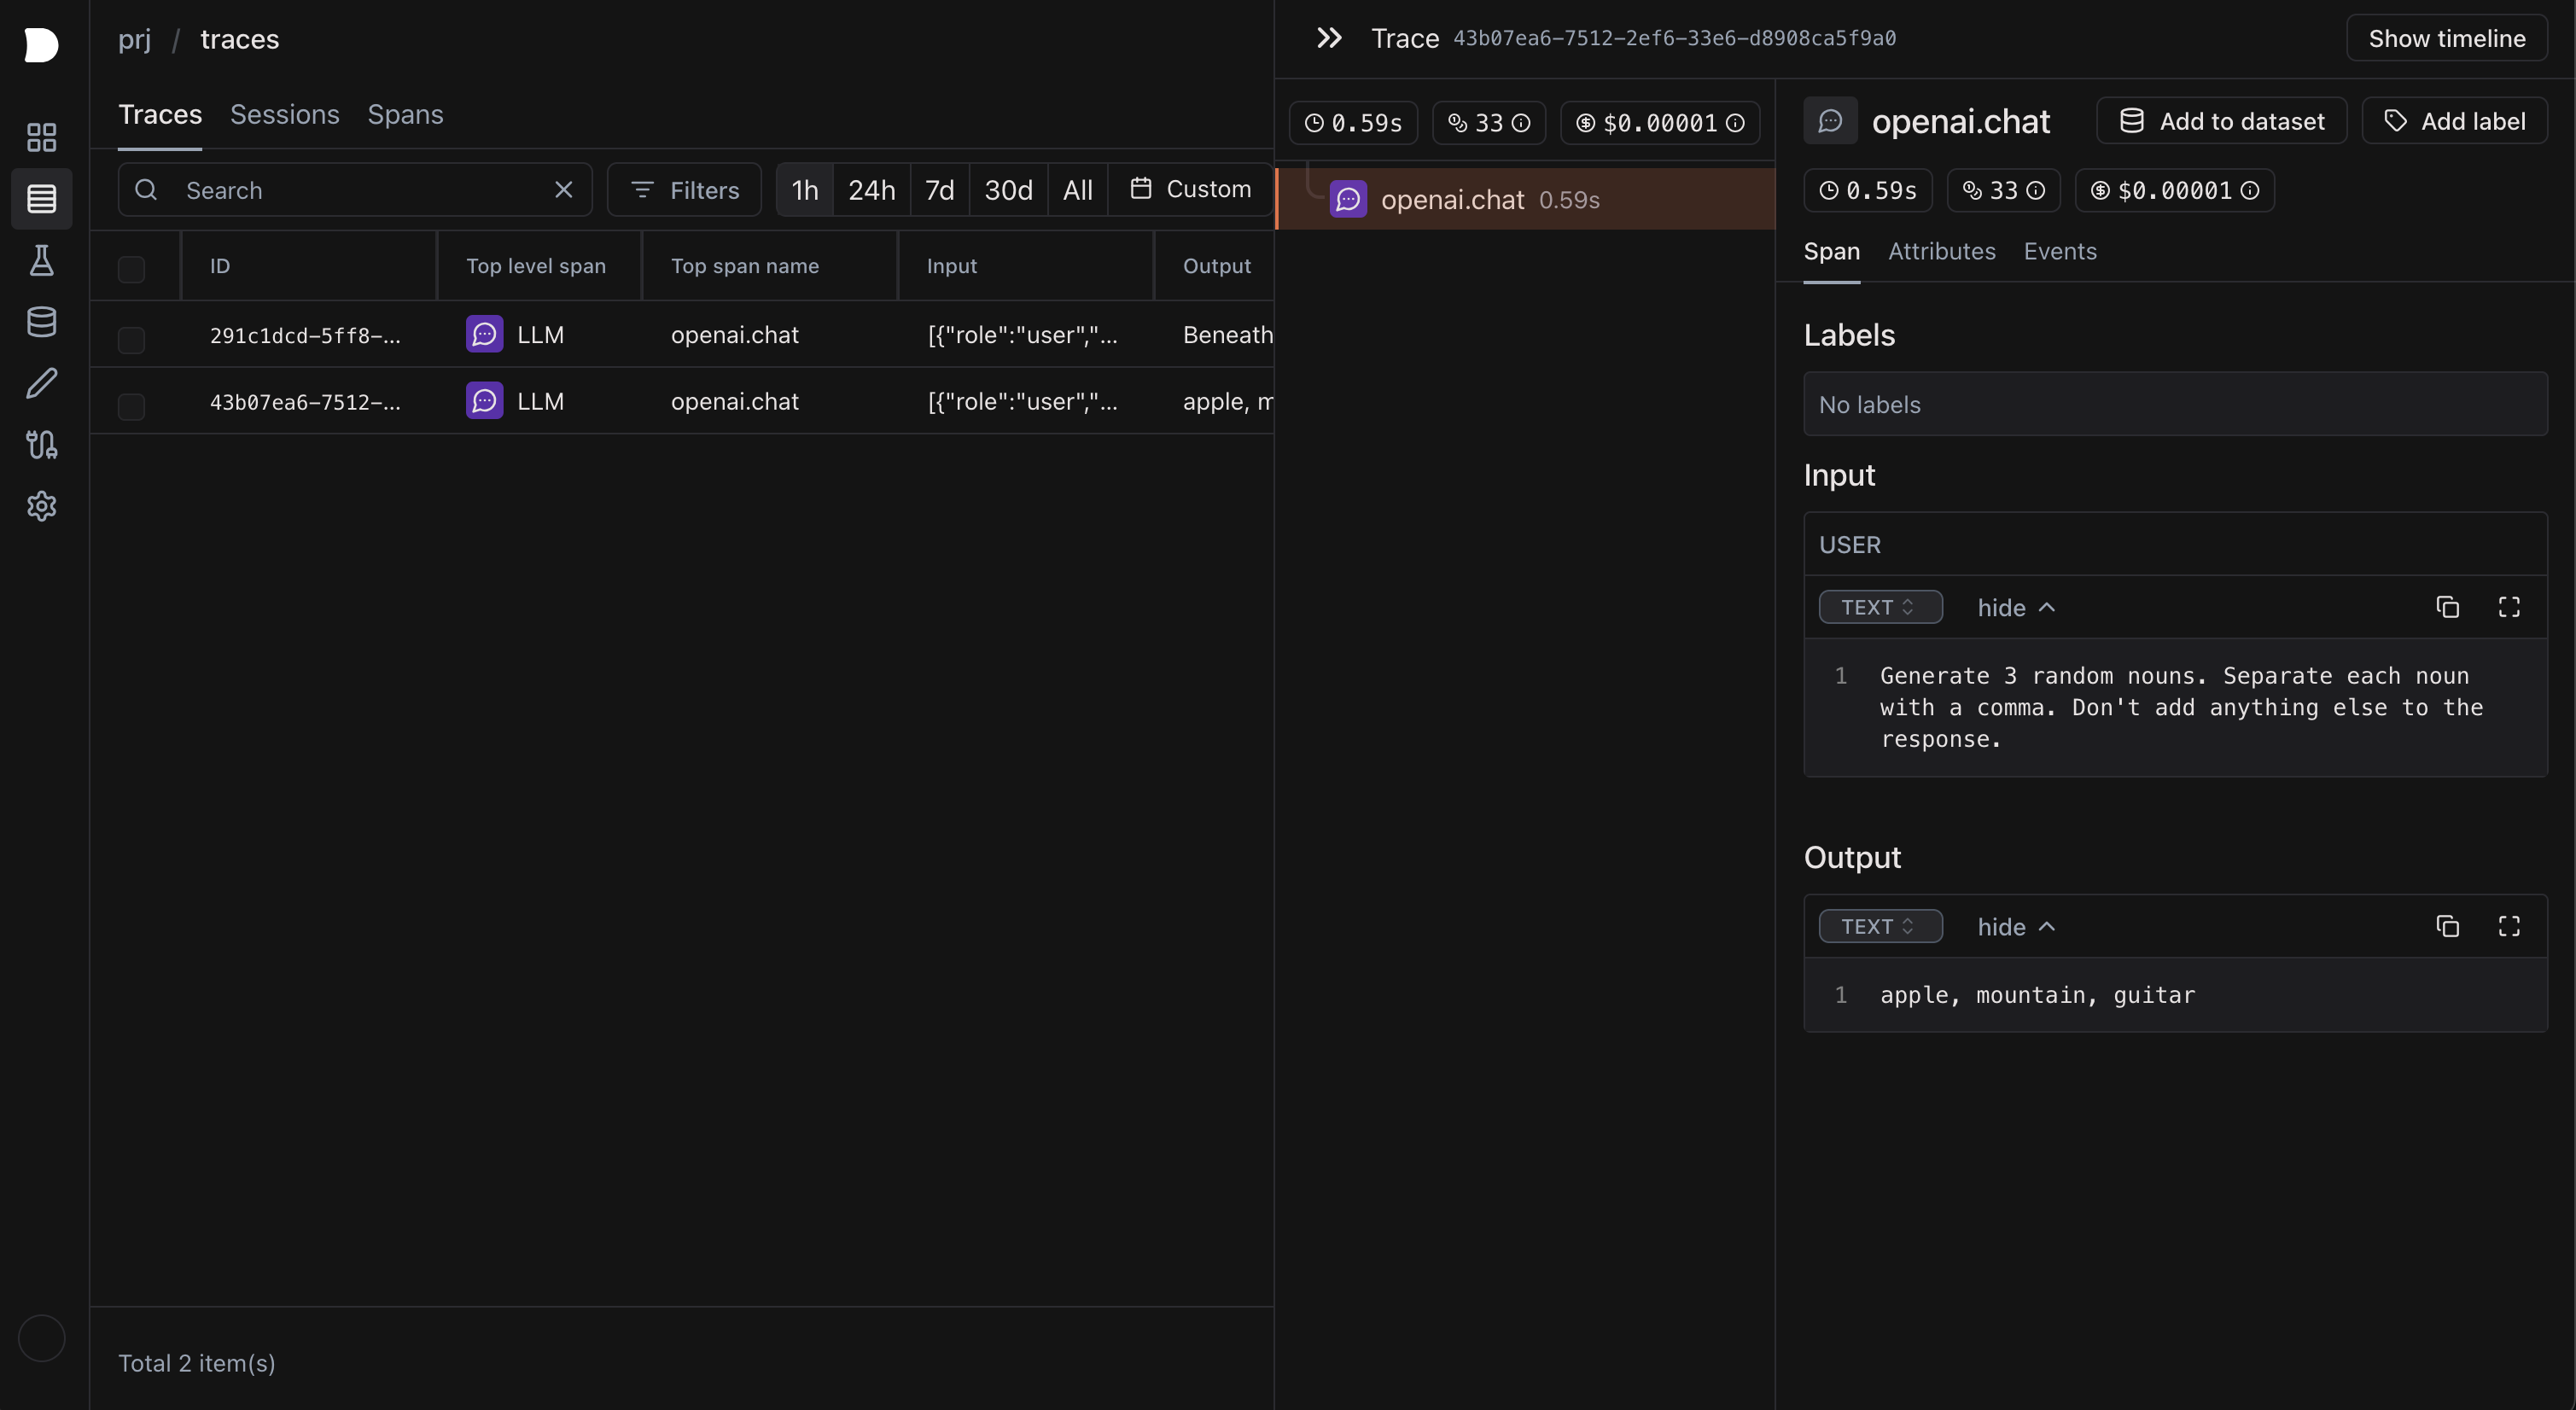 prj / traces
Traces Sessions Spans
Search Filters 1h 24h 7d 30d All Custom
ID Top level span Top span name Input Output
291c1dcd-5ff8-... LLM openai.chat [{"role":"user","... Beneath
43b07ea6-7512-... LLM openai.chat [{"role":"user","... apple, m
Total 2 item(s)
Trace 43b07ea6-7512-2ef6-33e6-d8908ca5f9a0 Show timeline
0.59s 33 $0.00001
openai.chat 0.59s
openai.chat Add to dataset Add label
0.59s 33 $0.00001
Span Attributes Events
Labels
No labels
Input
USER
TEXT hide
1 Generate 3 random nouns. Separate each noun
with a comma. Don't add anything else to the
response.
Output
TEXT hide
1 apple, mountain, guitar